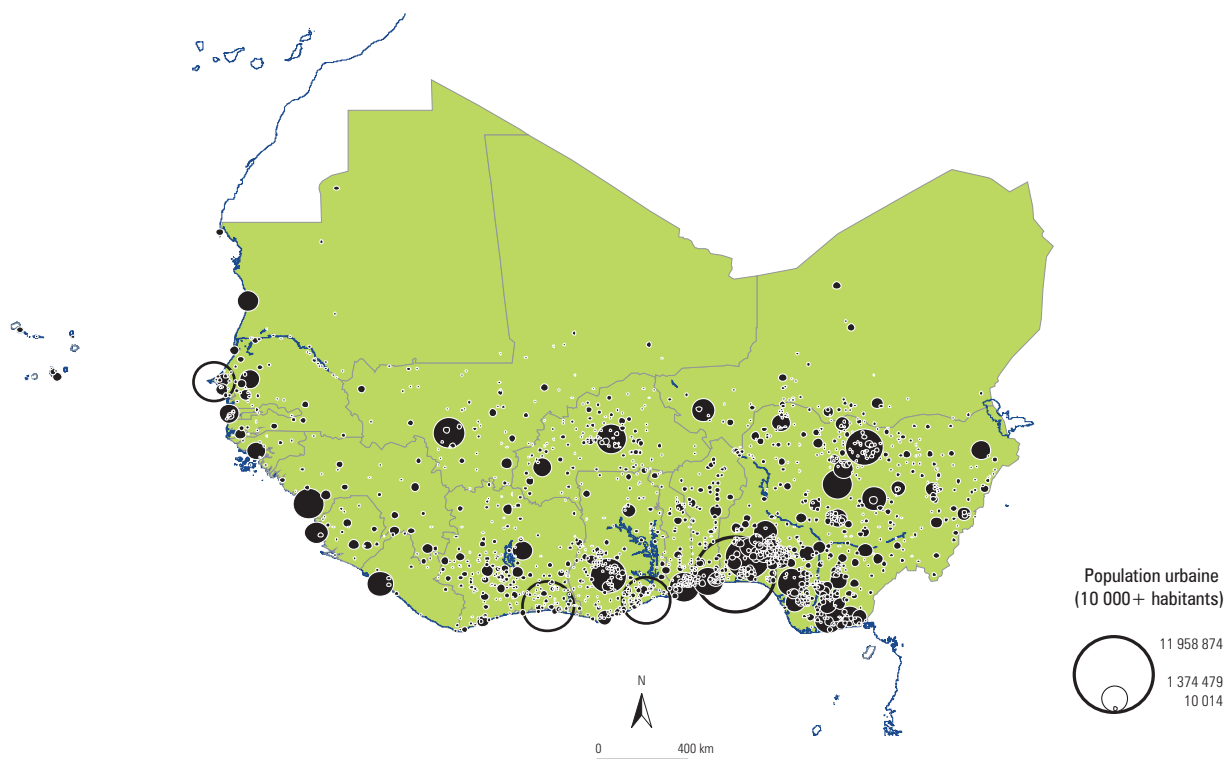 Population urbaine
(10 000+ habitants)
11 958 874
1 374 479
10 014
N
0 400 km